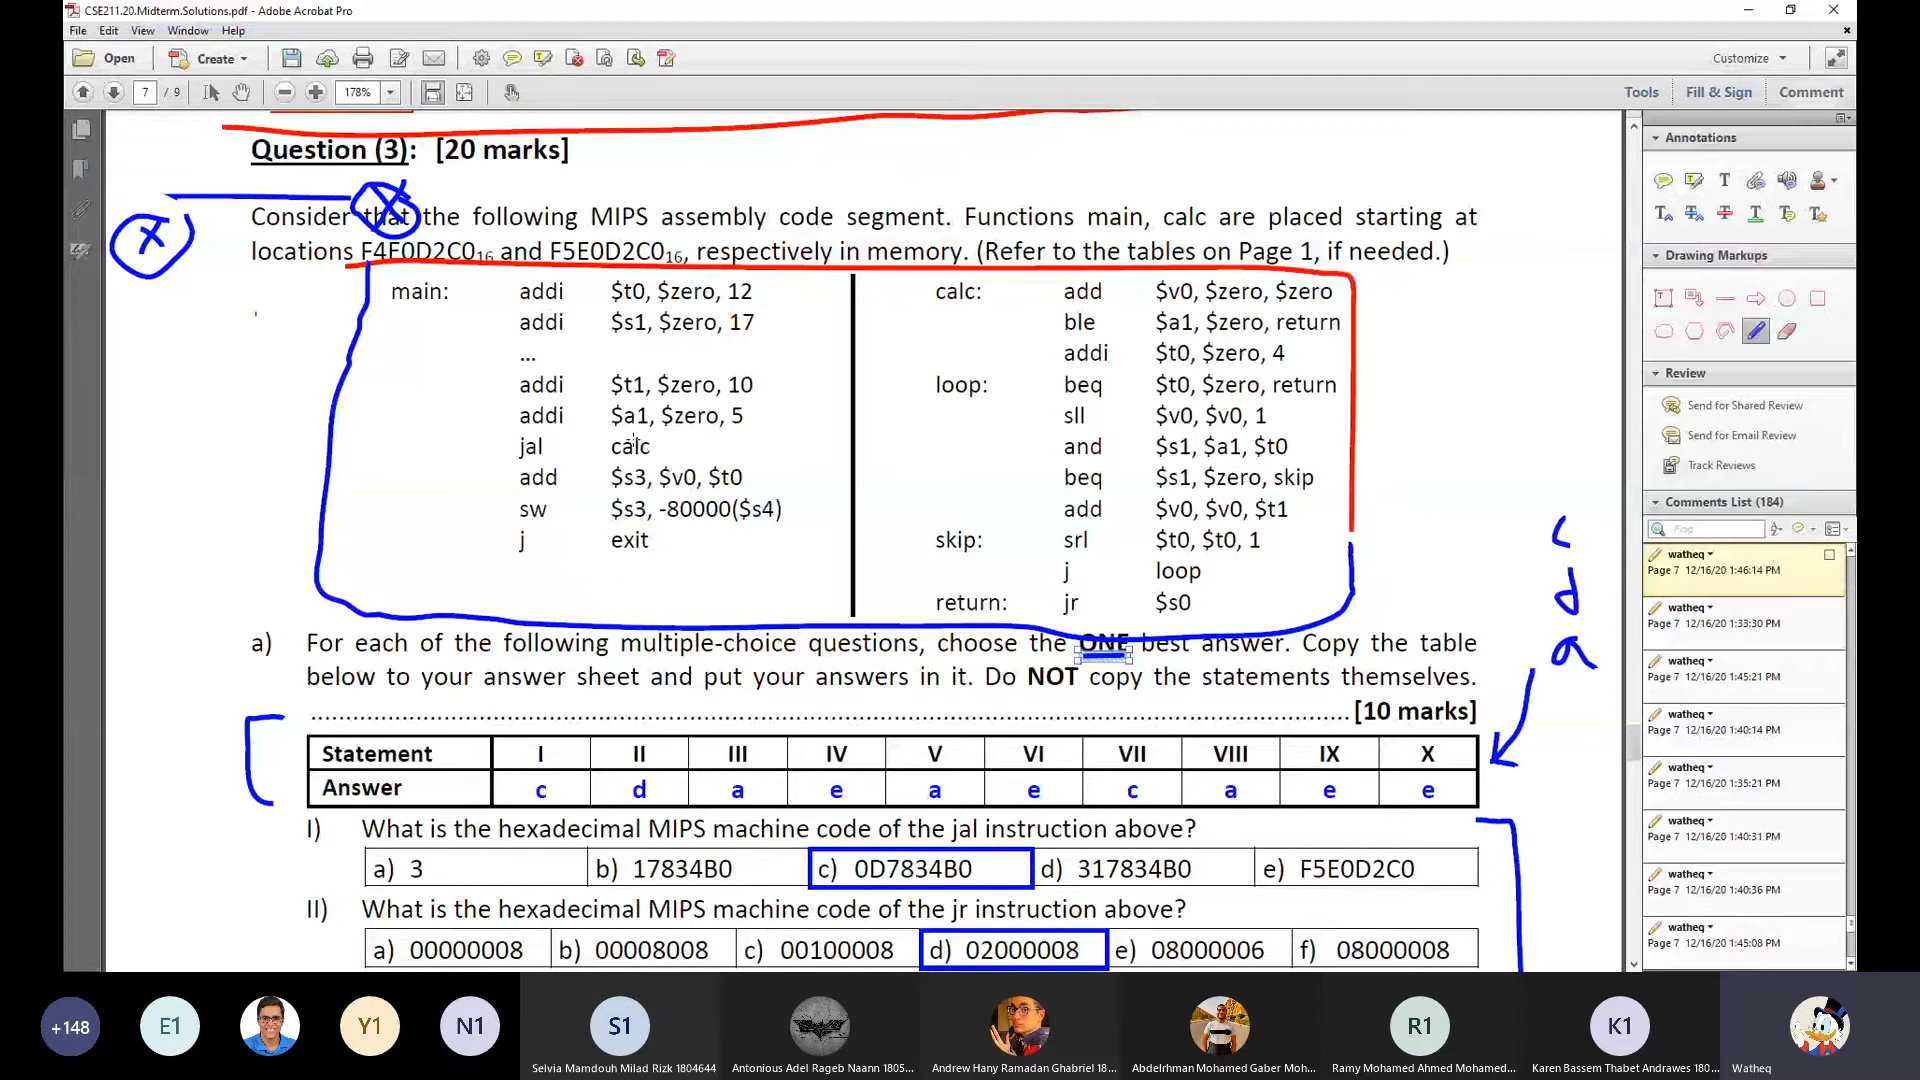 CSE211.20.Midterm.Solutions.pdf - Adobe Acrobat Pro
File Edit View Window Help
Open Create Customize
7 / 9 178% Tools Fill & Sign Comment
Question (3): [20 marks]
X
X
Consider that the following MIPS assembly code segment. Functions main, calc are placed starting at
locations F4E0D2C016 and F5E0D2C016, respectively in memory. (Refer to the tables on Page 1, if needed.)
main: addi $t0, $zero, 12
addi $s1, $zero, 17
...
addi $t1, $zero, 10
addi $a1, $zero, 5
jal calc
add $s3, $v0, $t0
sw $s3, -80000($s4)
j exit
calc: add $v0, $zero, $zero
ble $a1, $zero, return
addi $t0, $zero, 4
loop: beq $t0, $zero, return
sll $v0, $v0, 1
and $s1, $a1, $t0
beq $s1, $zero, skip
add $v0, $v0, $t1
skip: srl $t0, $t0, 1
j loop
return: jr $s0
c
d
a
a) For each of the following multiple-choice questions, choose the ONE best answer. Copy the table
below to your answer sheet and put your answers in it. Do NOT copy the statements themselves.
[10 marks]
Statement I II III IV V VI VII VIII IX X
Answer c d a e a e c a e e
I) What is the hexadecimal MIPS machine code of the jal instruction above?
a) 3 b) 17834B0 c) 0D7834B0 d) 317834B0 e) F5E0D2C0
II) What is the hexadecimal MIPS machine code of the jr instruction above?
a) 00000008 b) 00008008 c) 00100008 d) 02000008 e) 08000006 f) 08000008
Annotations
Drawing Markups
Review
Send for Shared Review
Send for Email Review
Track Reviews
Comments List (184)
Find
watheq
Page 7 12/16/20 1:46:14 PM
watheq
Page 7 12/16/20 1:33:30 PM
watheq
Page 7 12/16/20 1:45:21 PM
watheq
Page 7 12/16/20 1:40:14 PM
watheq
Page 7 12/16/20 1:35:21 PM
watheq
Page 7 12/16/20 1:40:31 PM
watheq
Page 7 12/16/20 1:40:36 PM
watheq
Page 7 12/16/20 1:45:08 PM
+148 E1 Y1 N1 S1 R1 K1
Selvia Mamdouh Milad Rizk 1804644
Antonious Adel Rageb Naann 1805...
Andrew Hany Ramadan Ghabriel 18...
Abdelrhman Mohamed Gaber Moh...
Ramy Mohamed Ahmed Mohamed...
Karen Bassem Thabet Andrawes 180...
Watheq